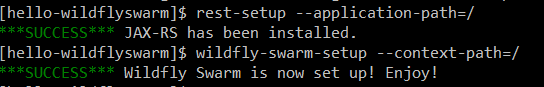 [hello-wildflyswarm]$ rest-setup --application-path=/
***SUCCESS*** JAX-RS has been installed.
[hello-wildflyswarm]$ wildfly-swarm-setup --context-path=/
***SUCCESS*** Wildfly Swarm is now set up! Enjoy!